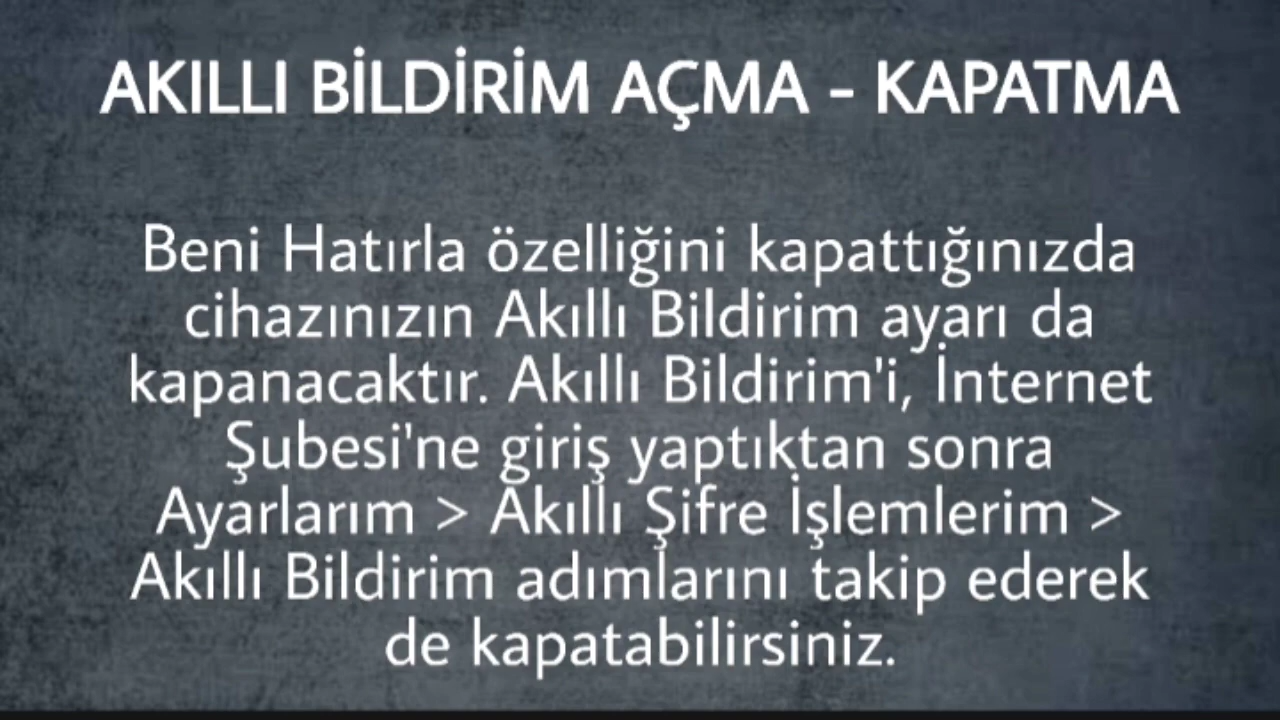 AKILLI BİLDİRİM AÇMA - KAPATMA
Beni Hatırla özelliğini kapattığınızda
cihazınızın Akıllı Bildirim ayarı da
kapanacaktır. Akıllı Bildirim'i, İnternet
Şubesi'ne giriş yaptıktan sonra
Ayarlarım > Akıllı Şifre İşlemlerim >
Akıllı Bildirim adımlarını takip ederek
de kapatabilirsiniz.